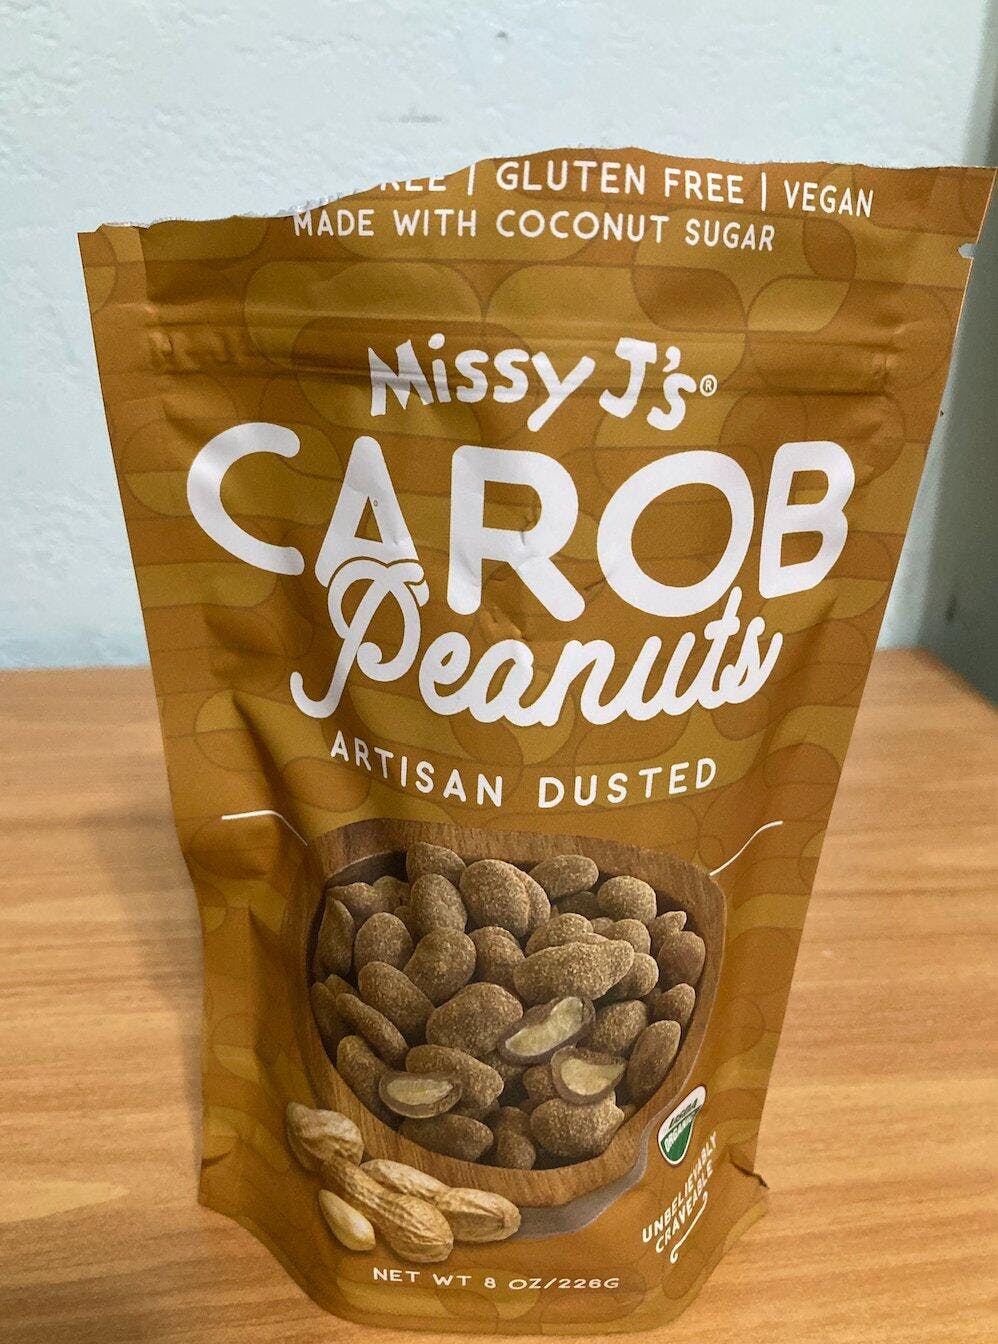 | GLUTEN FREE | VEGAN
MADE WITH COCONUT SUGAR
Missy J's®
CAROB
Peanuts
ARTISAN DUSTED
ORGANIC
UNBELIEVABLY
CRAVEABLE
NET WT 8 OZ/226G